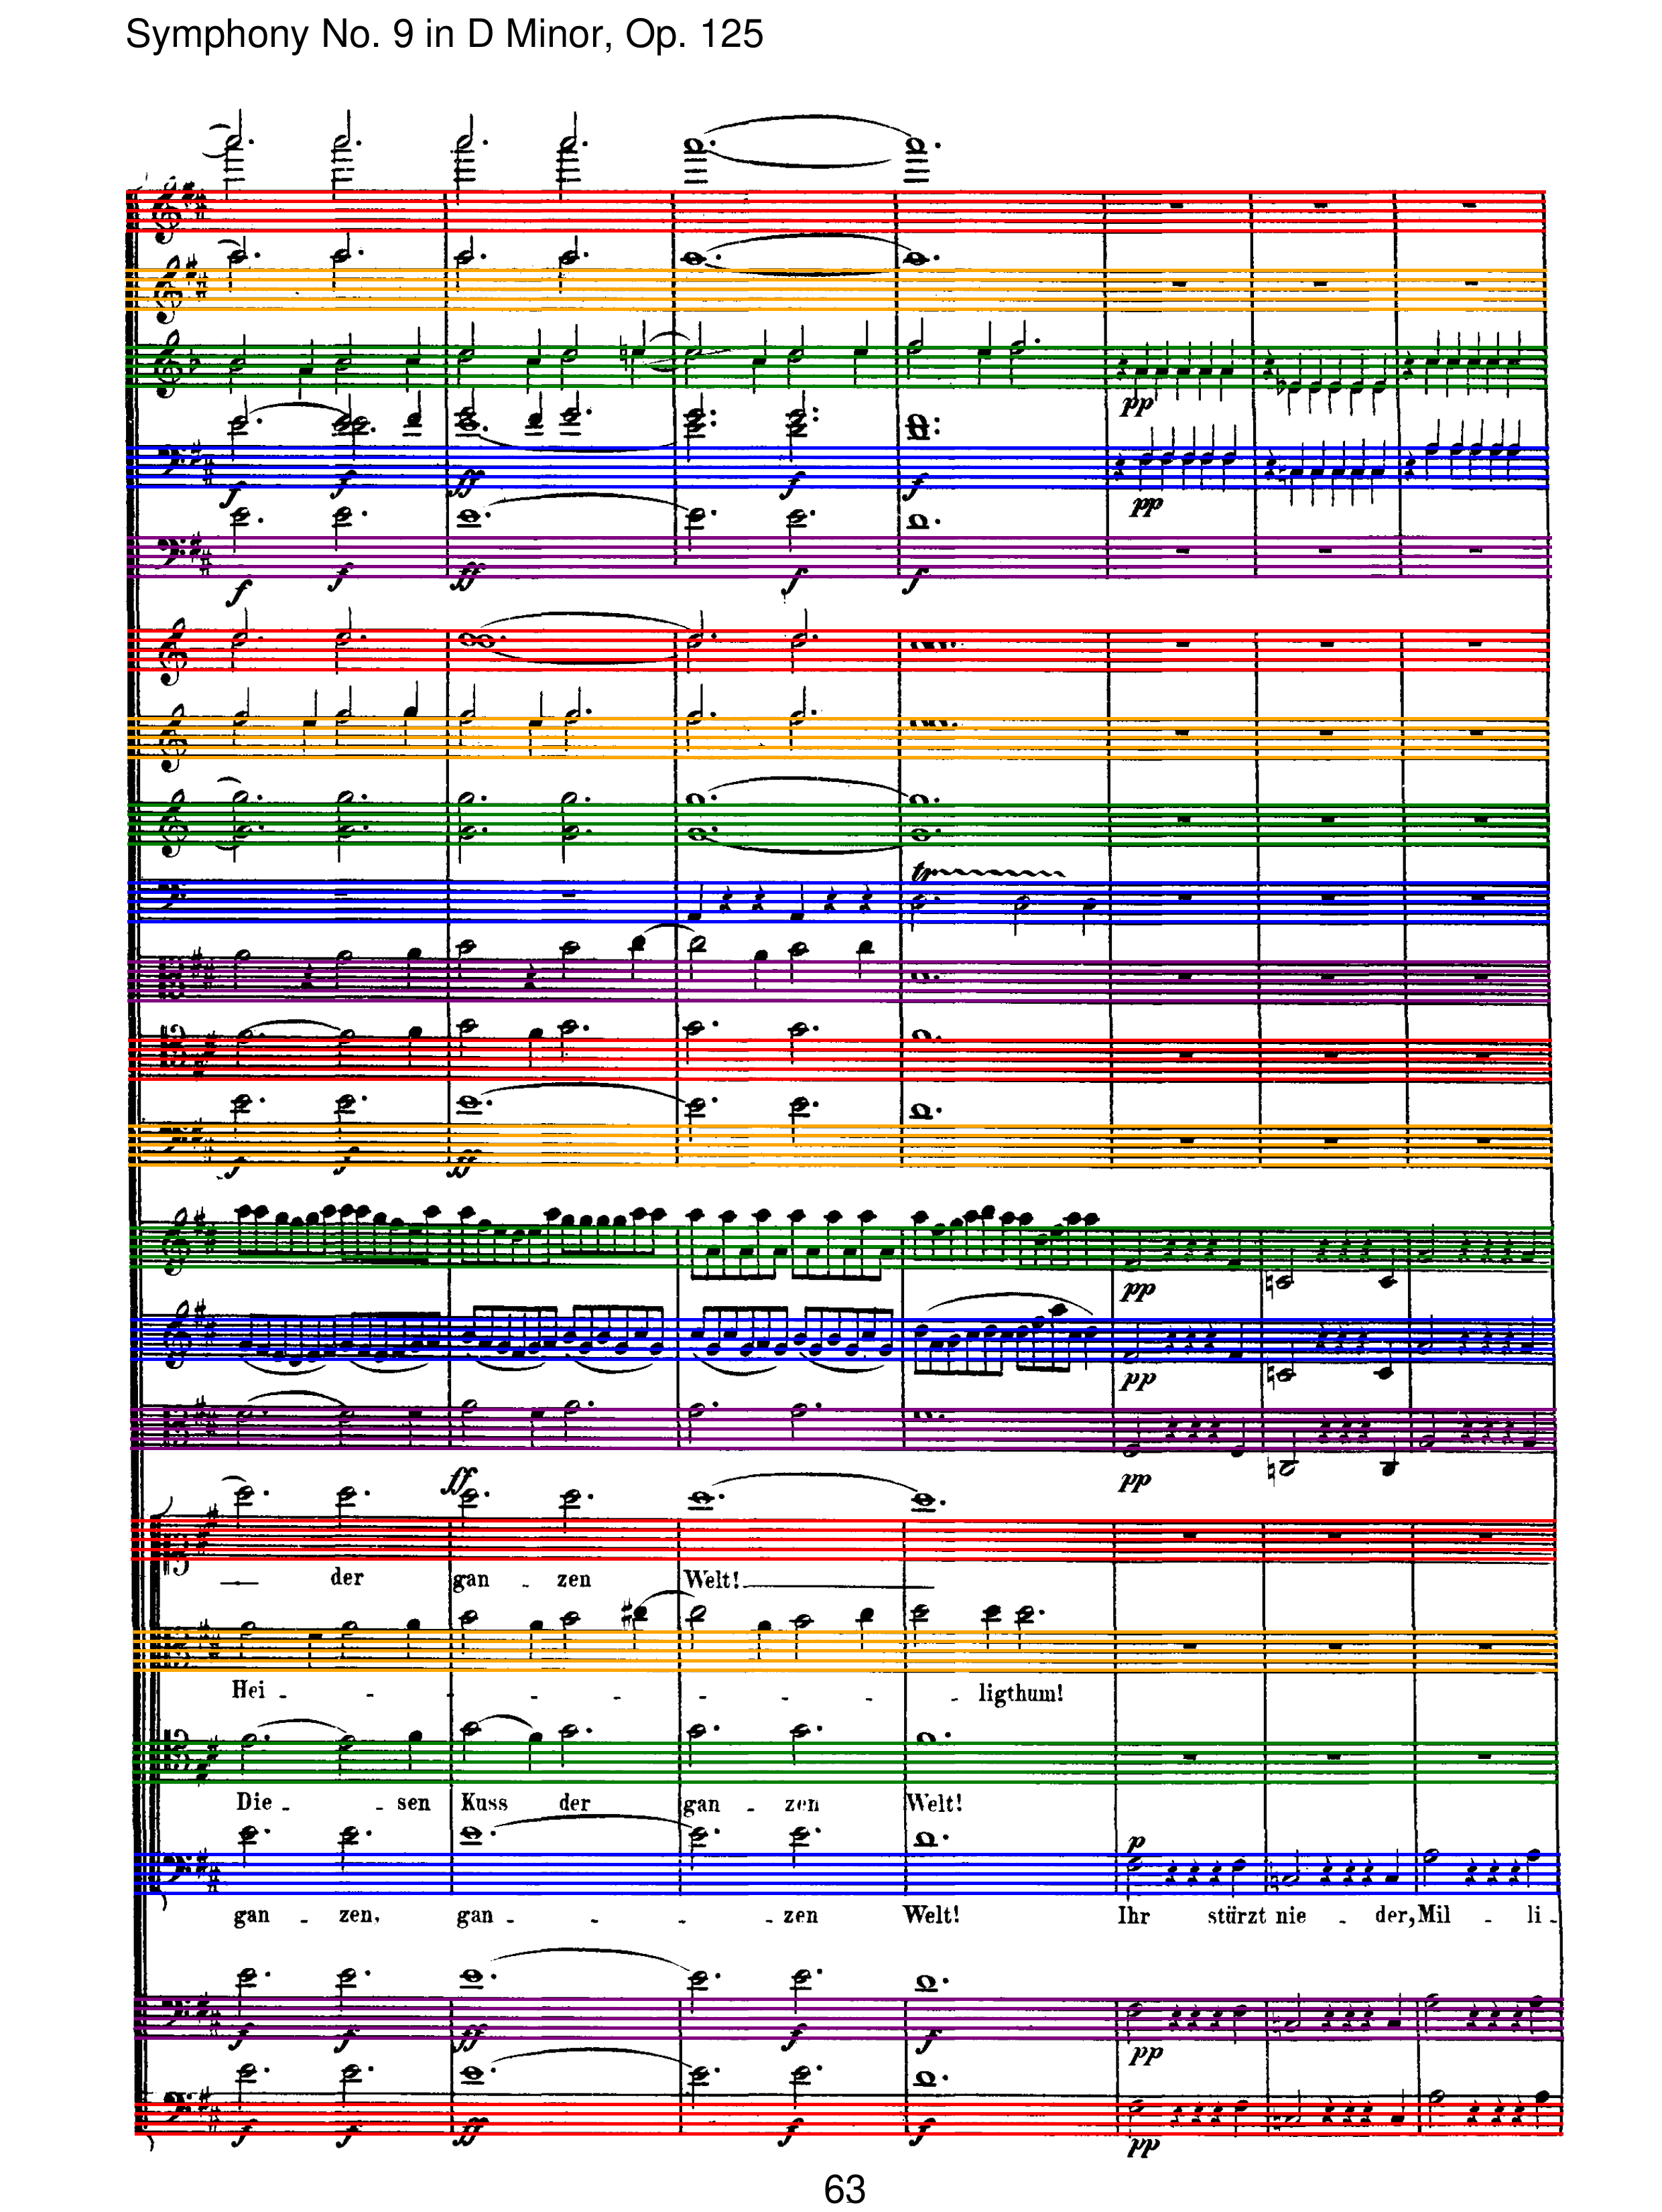 Symphony No. 9 in D Minor, Op. 125
f f ff f f pp pp
f f ff f f
tr
f f ff
pp
pp
ff pp
der gan - zen Welt!
Hei - - - - - - - - ligthum!
Die - - sen Kuss der gan - zen Welt!
p
gan - zen, gan - - - - zen Welt! Ihr stürzt nie - der, Mil - li -
f f ff f f pp
f f ff f f pp
63